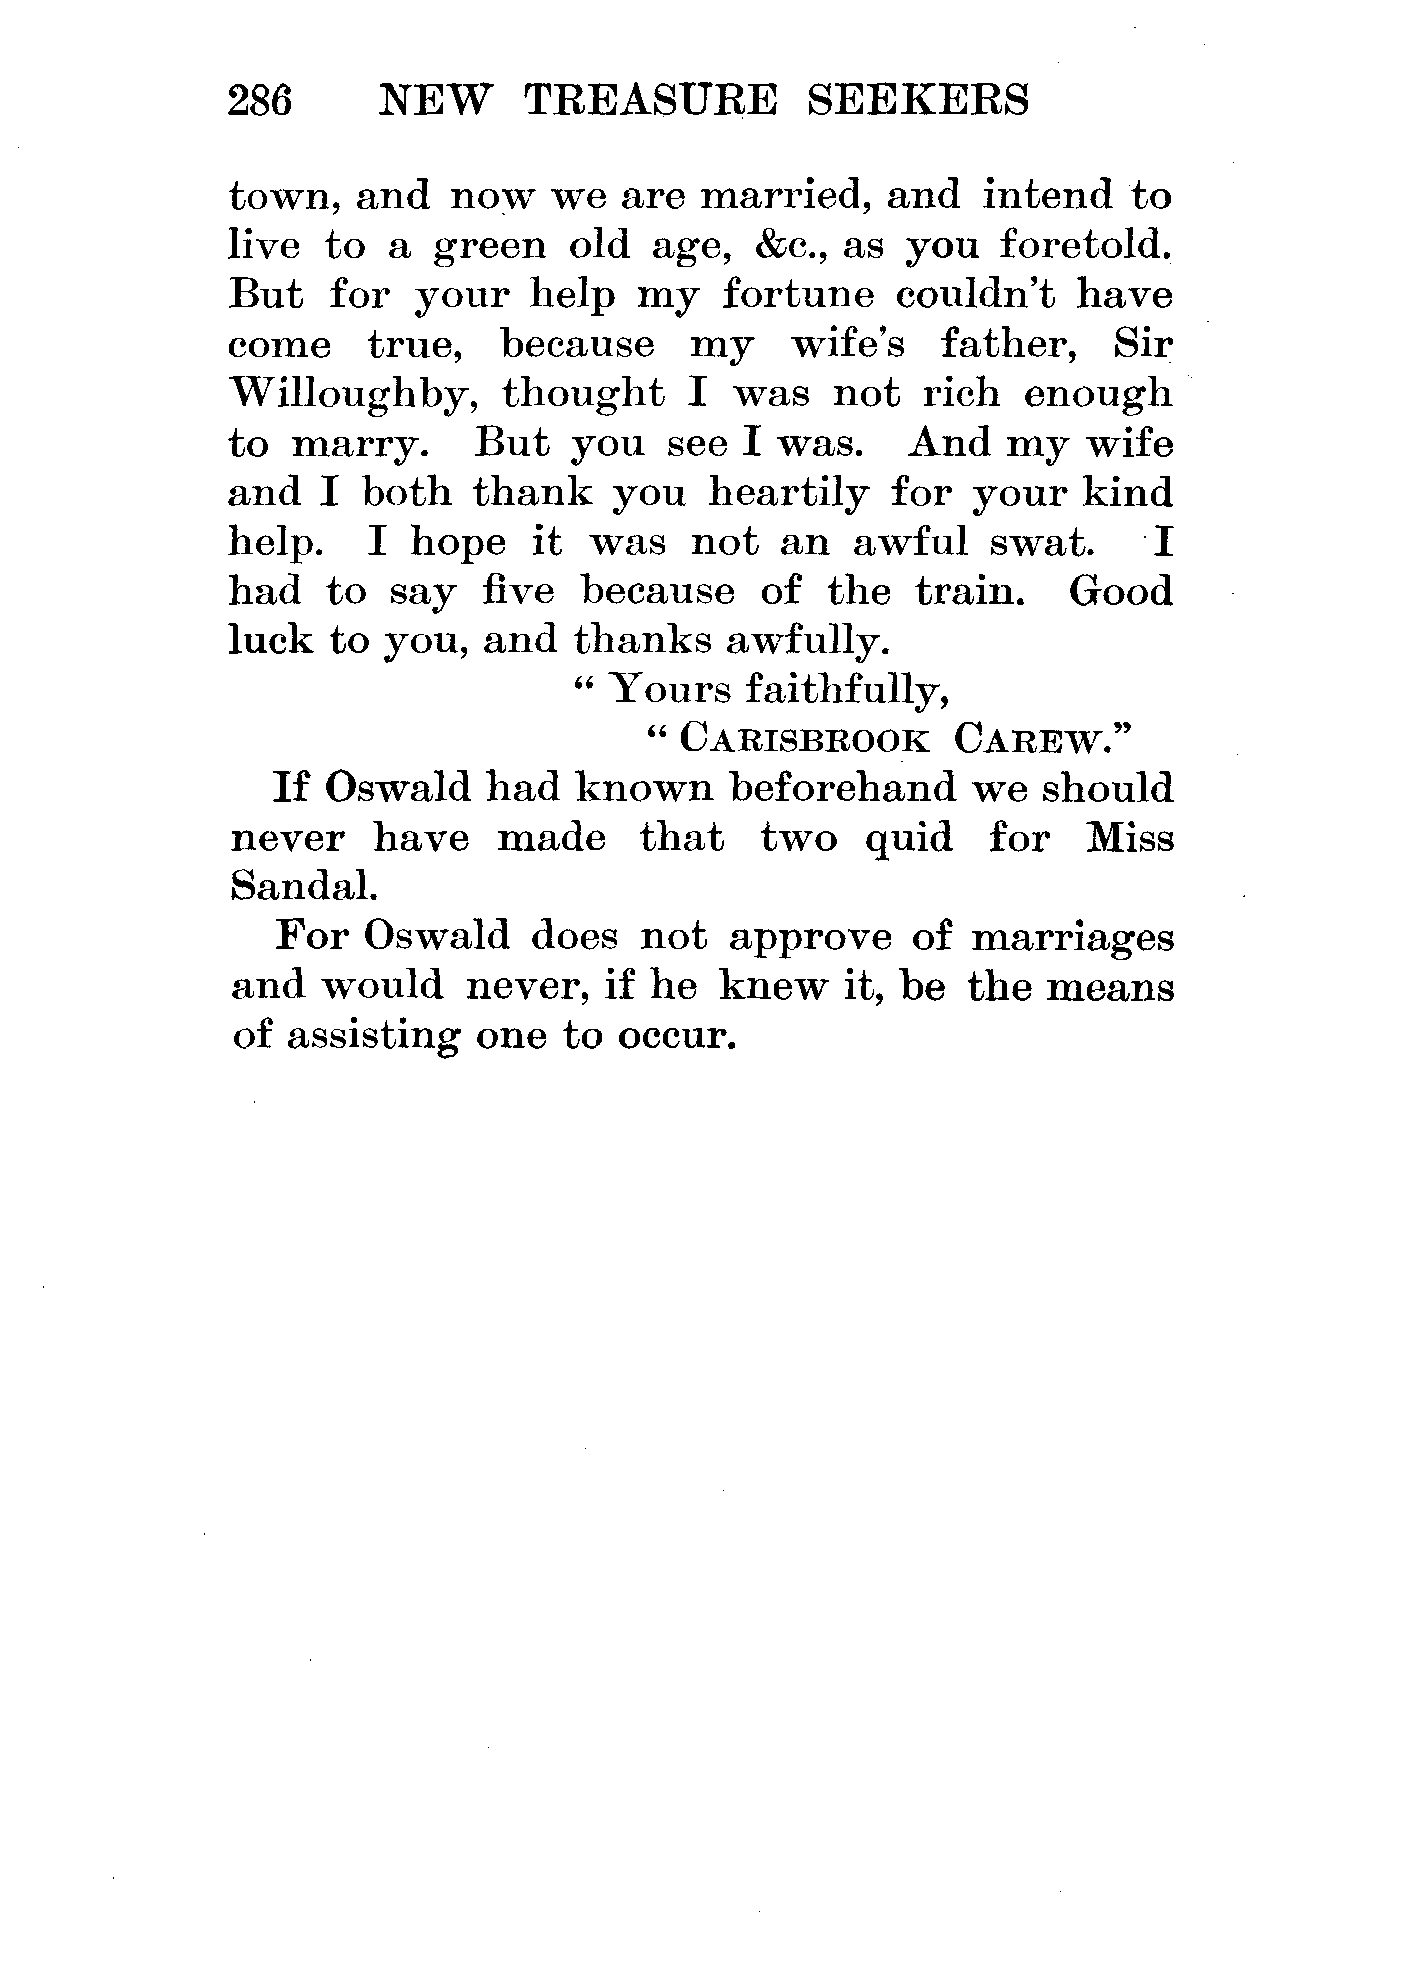 286 NEW TREASURE SEEKERS
town, and now we are married, and intend to
live to a green old age, &c., as you foretold.
But for your help my fortune couldn't have
come true, because my wife's father, Sir
Willoughby, thought I was not rich enough
to marry. But you see I was. And my wife
and I both thank you heartily for your kind
help. I hope it was not an awful swat. I
had to say five because of the train. Good
luck to you, and thanks awfully.
“ Yours faithfully,
“ CARISBROOK CAREW.”
If Oswald had known beforehand we should
never have made that two quid for Miss
Sandal.
For Oswald does not approve of marriages
and would never, if he knew it, be the means
of assisting one to occur.